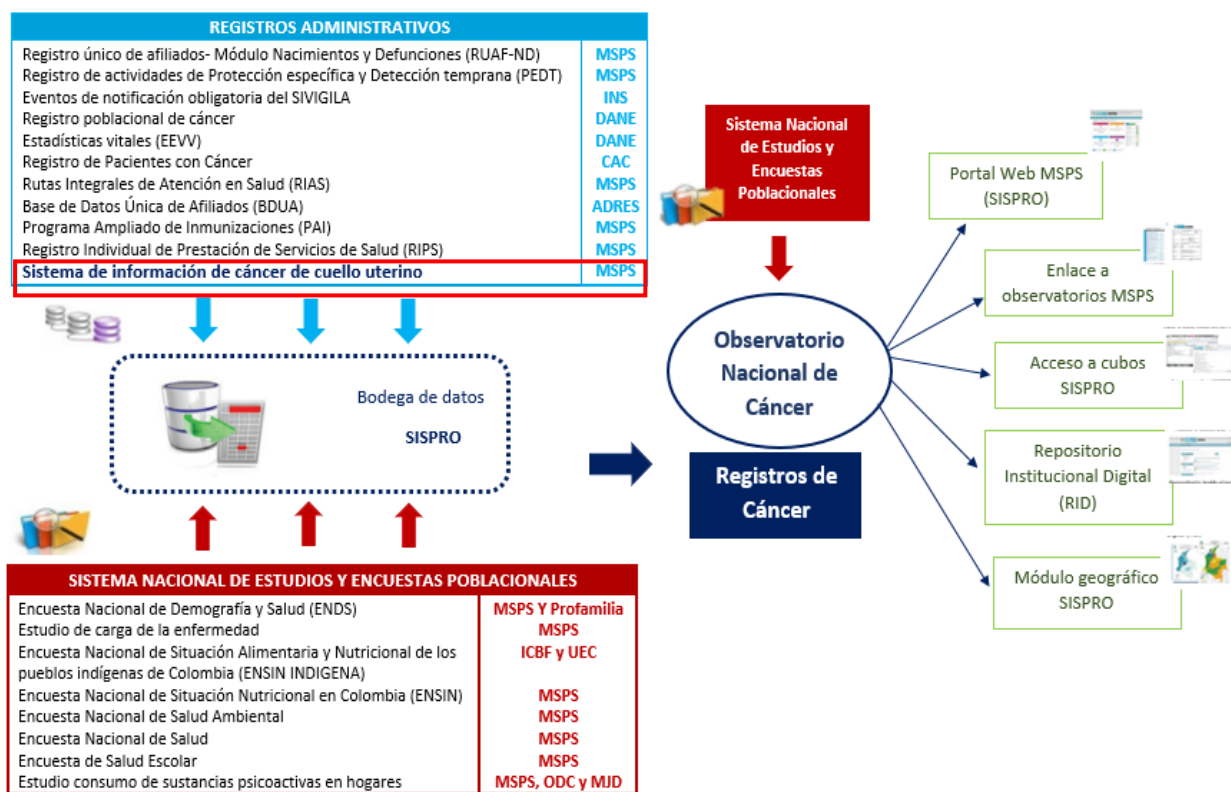 REGISTROS ADMINISTRATIVOS
Registro único de afiliados- Módulo Nacimientos y Defunciones (RUAF-ND) MSPS
Registro de actividades de Protección específica y Detección temprana (PEDT) MSPS
Eventos de notificación obligatoria del SIVIGILA INS
Registro poblacional de cáncer DANE
Estadísticas vitales (EEVV) DANE
Registro de Pacientes con Cáncer CAC
Rutas Integrales de Atención en Salud (RIAS) MSPS
Base de Datos Única de Afiliados (BDUA) ADRES
Programa Ampliado de Inmunizaciones (PAI) MSPS
Registro Individual de Prestación de Servicios de Salud (RIPS) MSPS
Sistema de información de cáncer de cuello uterino MSPS
Bodega de datos
SISPRO
SISTEMA NACIONAL DE ESTUDIOS Y ENCUESTAS POBLACIONALES
Encuesta Nacional de Demografía y Salud (ENDS) MSPS Y Profamilia
Estudio de carga de la enfermedad MSPS
Encuesta Nacional de Situación Alimentaria y Nutricional de los ICBF y UEC
pueblos indígenas de Colombia (ENSIN INDIGENA)
Encuesta Nacional de Situación Nutricional en Colombia (ENSIN) MSPS
Encuesta Nacional de Salud Ambiental MSPS
Encuesta Nacional de Salud MSPS
Encuesta de Salud Escolar MSPS
Estudio consumo de sustancias psicoactivas en hogares MSPS, ODC y MJD
Sistema Nacional
de Estudios y
Encuestas
Poblacionales
Observatorio
Nacional de
Cáncer
Registros de
Cáncer
Portal Web MSPS
(SISPRO)
Enlace a
observatorios MSPS
Acceso a cubos
SISPRO
Repositorio
Institucional Digital
(RID)
Módulo geográfico
SISPRO